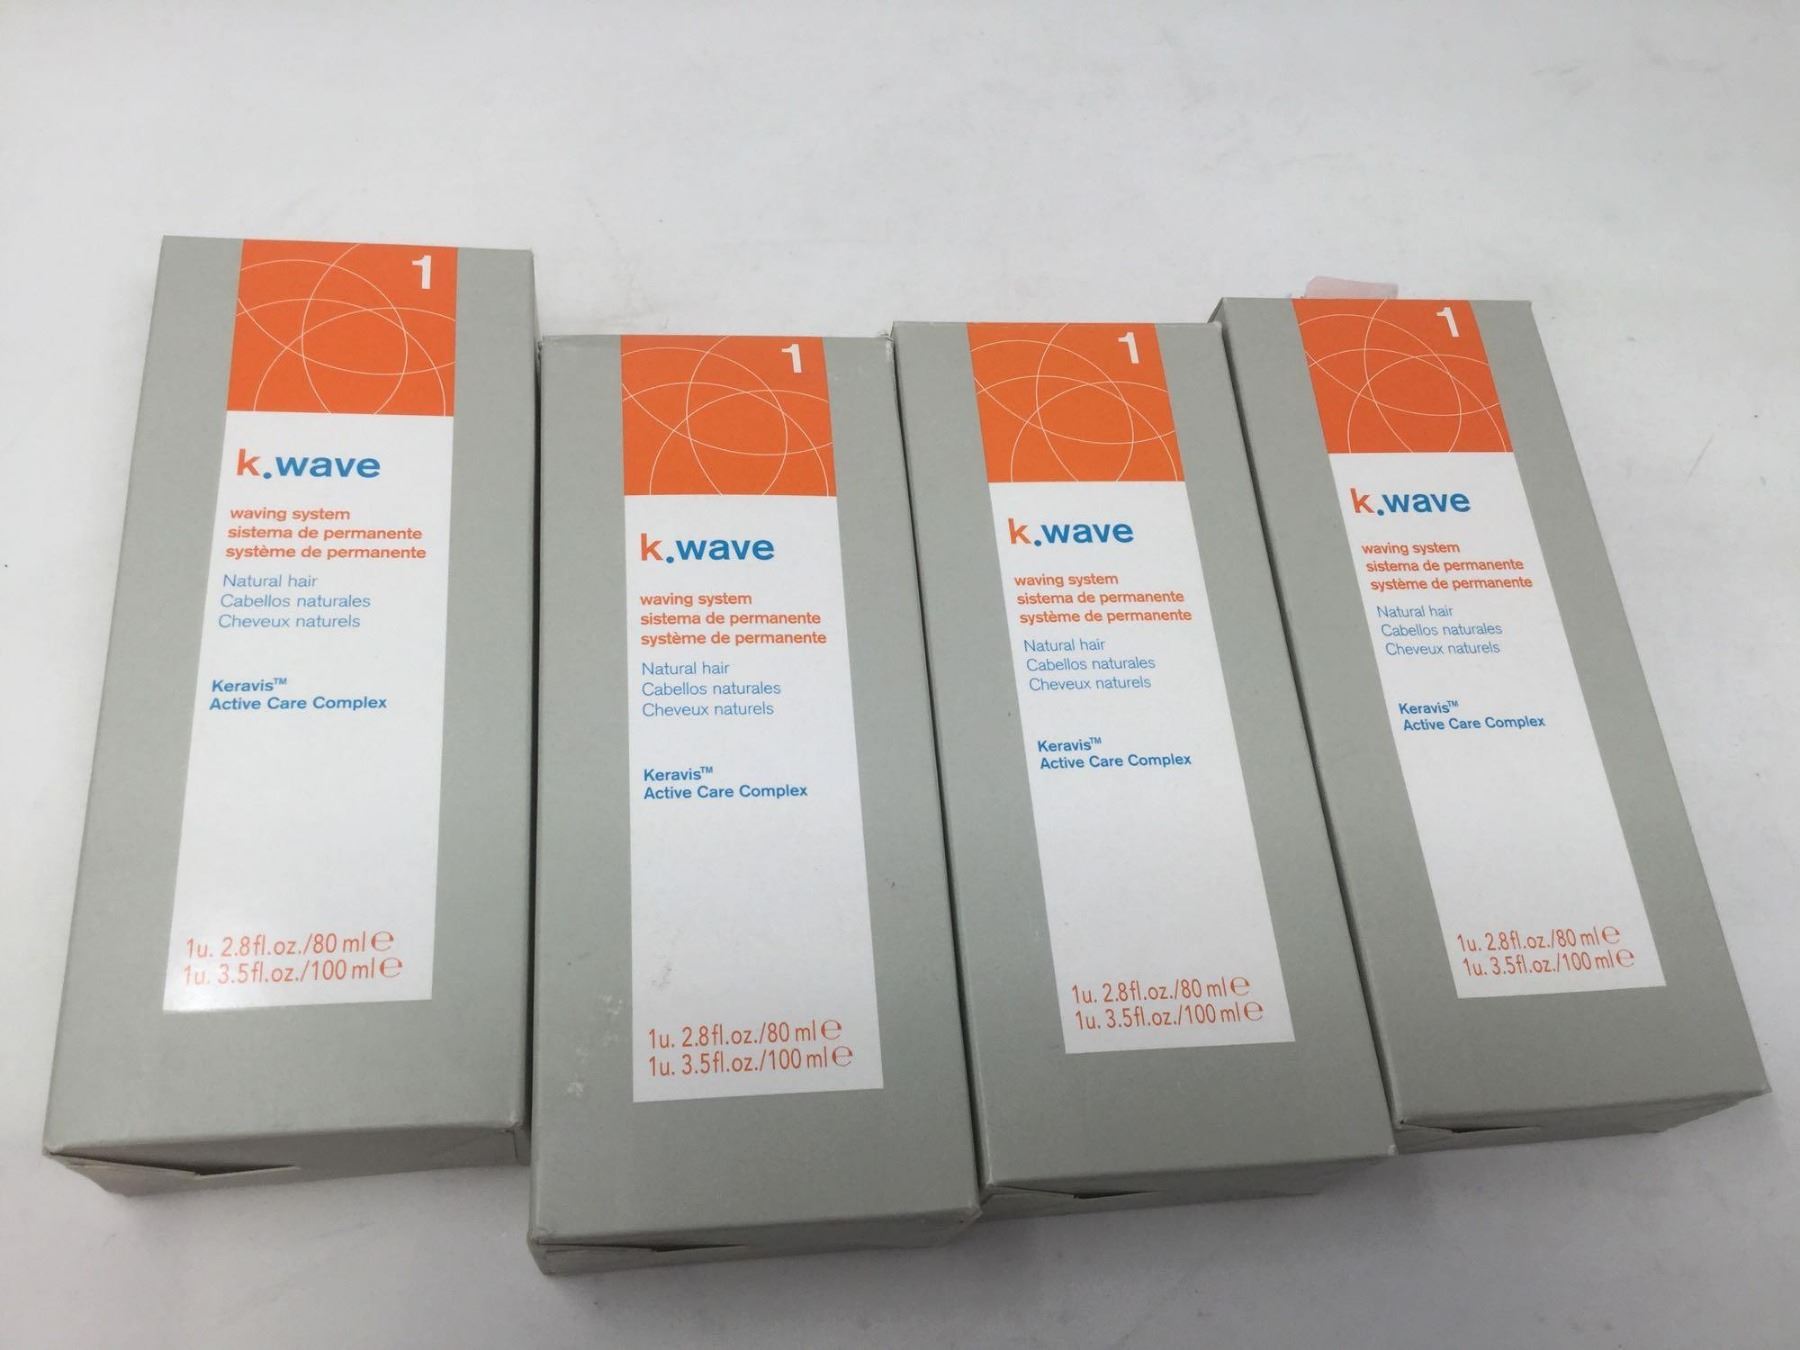 1
k.wave
waving system
sistema de permanente
système de permanente
Natural hair
Cabellos naturales
Cheveux naturels
Keravis™
Active Care Complex
1u. 2.8fl.oz./80 ml℮
1u. 3.5fl.oz./100 ml℮
1
k.wave
waving system
sistema de permanente
système de permanente
Natural hair
Cabellos naturales
Cheveux naturels
Keravis™
Active Care Complex
1u. 2.8fl.oz./80 ml℮
1u. 3.5fl.oz./100 ml℮
1
k.wave
waving system
sistema de permanente
système de permanente
Natural hair
Cabellos naturales
Cheveux naturels
Keravis™
Active Care Complex
1u. 2.8fl.oz./80 ml℮
1u. 3.5fl.oz./100 ml℮
1
k.wave
waving system
sistema de permanente
système de permanente
Natural hair
Cabellos naturales
Cheveux naturels
Keravis™
Active Care Complex
1u. 2.8fl.oz./80 ml℮
1u. 3.5fl.oz./100 ml℮